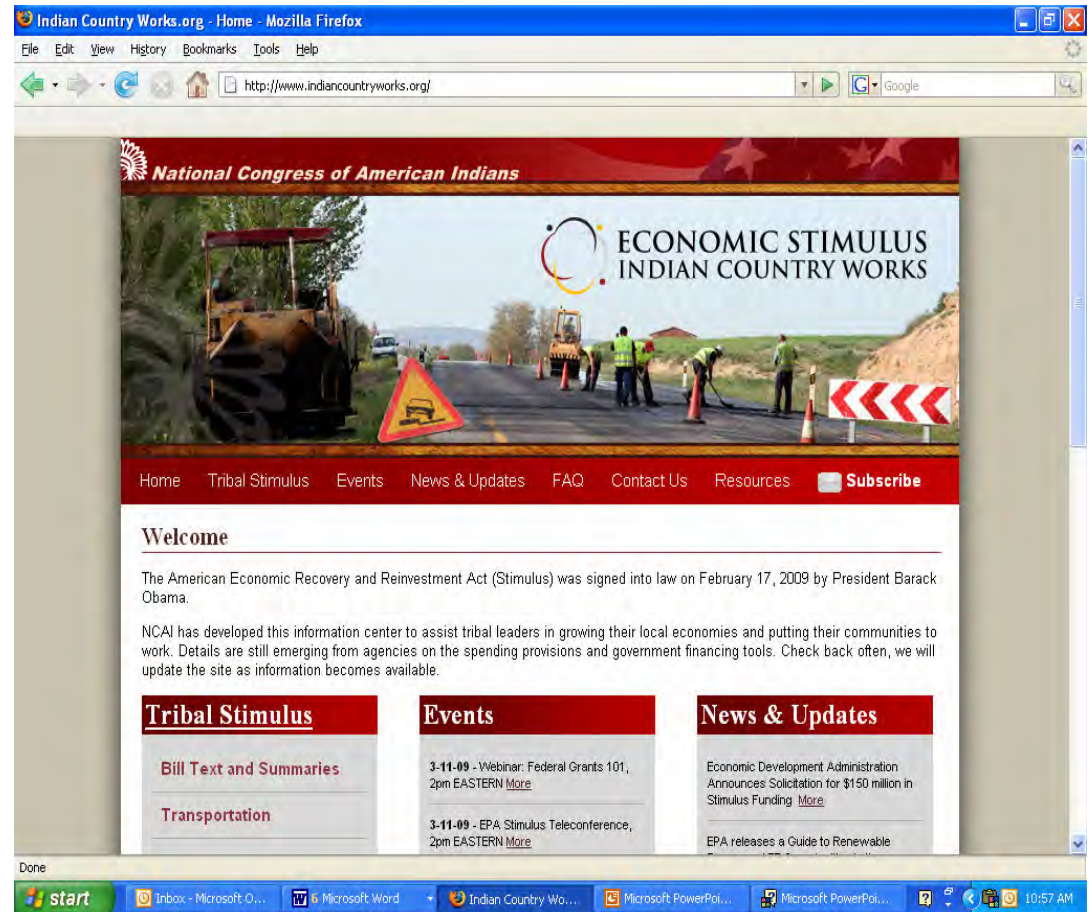 Indian Country Works.org - Home - Mozilla Firefox
File Edit View History Bookmarks Tools Help
http://www.indiancountryworks.org/
G Google
National Congress of American Indians
ECONOMIC STIMULUS
INDIAN COUNTRY WORKS
Home Tribal Stimulus Events News & Updates FAQ Contact Us Resources Subscribe
Welcome
The American Economic Recovery and Reinvestment Act (Stimulus) was signed into law on February 17, 2009 by President Barack
Obama.
NCAI has developed this information center to assist tribal leaders in growing their local economies and putting their communities to
work. Details are still emerging from agencies on the spending provisions and government financing tools. Check back often, we will
update the site as information becomes available.
Tribal Stimulus
Bill Text and Summaries
Transportation
Events
3-11-09 - Webinar: Federal Grants 101,
2pm EASTERN More
3-11-09 - EPA Stimulus Teleconference,
2pm EASTERN More
News & Updates
Economic Development Administration
Announces Solicitation for $150 million in
Stimulus Funding More
EPA releases a Guide to Renewable
Done
start Inbox - Microsoft O... 6 Microsoft Word Indian Country Wo... Microsoft PowerPoi... Microsoft PowerPoi... 10:57 AM